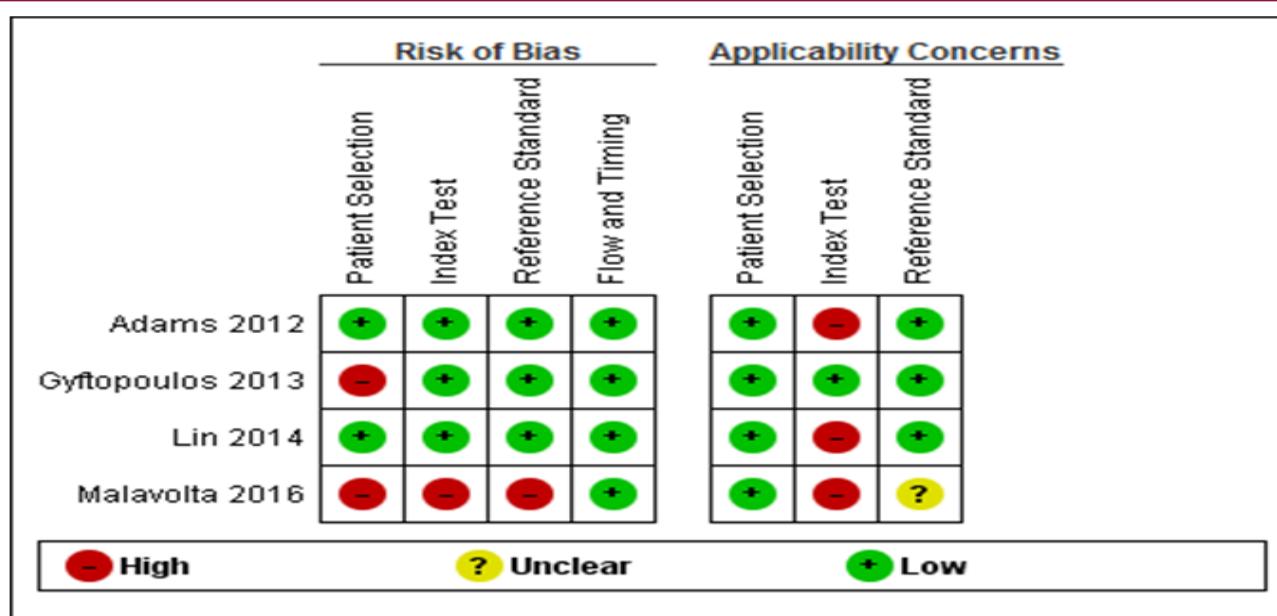 Risk of Bias Applicability Concerns
Patient Selection
Index Test
Reference Standard
Flow and Timing
Patient Selection
Index Test
Reference Standard
Adams 2012 + + + + + - +
Gyftopoulos 2013 - + + + + + +
Lin 2014 + + + + + - +
Malavolta 2016 - - - + + - ?
- High ? Unclear + Low